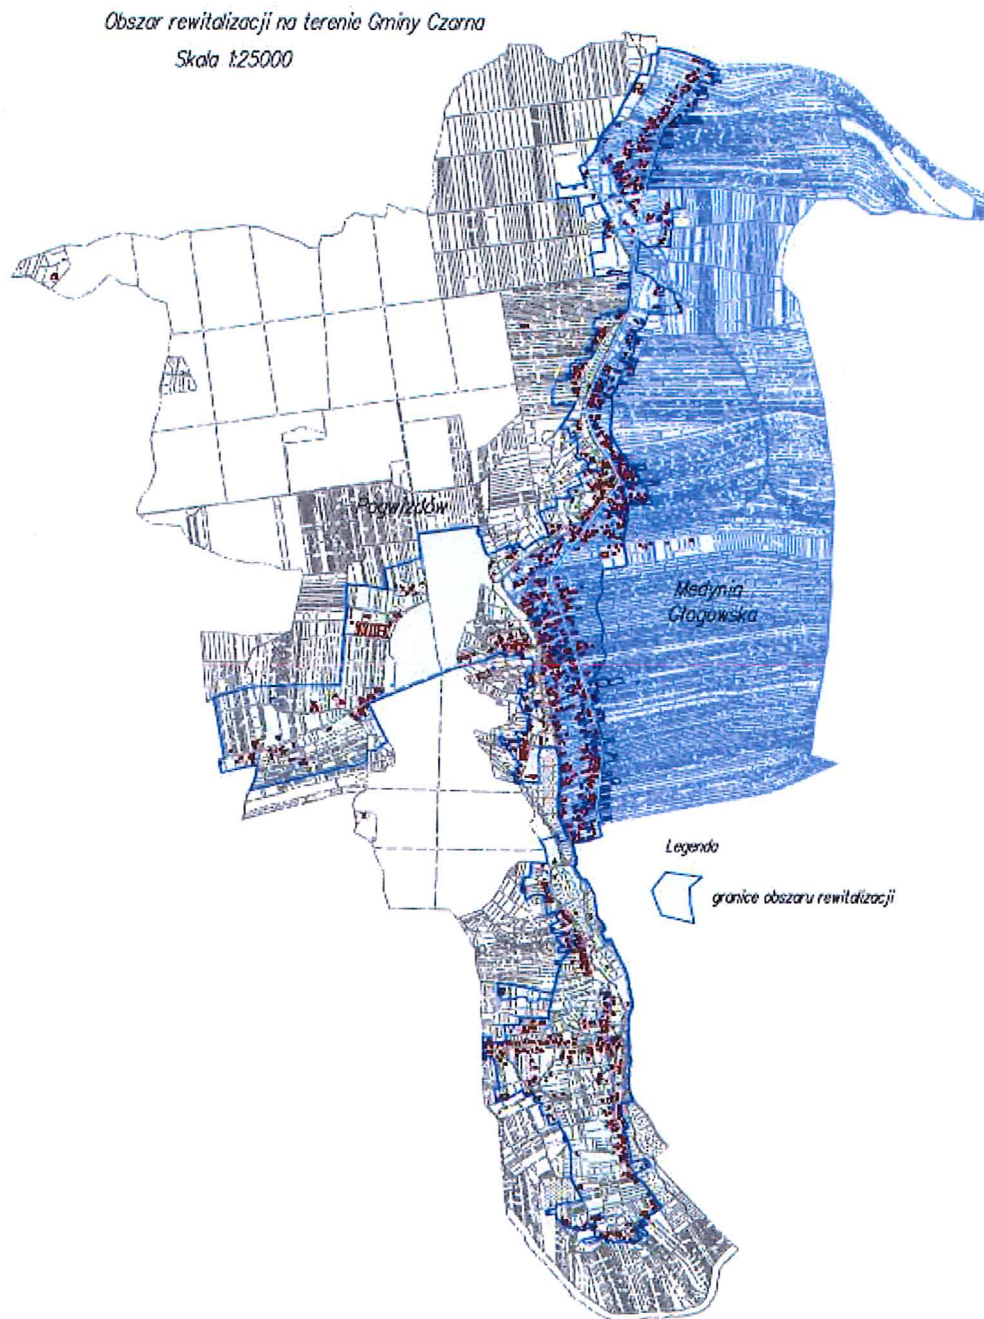 Obszar rewitalizacji na terenie Gminy Czarna
Skala 1:25000
Pogwizdów
Medynia
Głogowska
Legenda
granice obszaru rewitalizacji